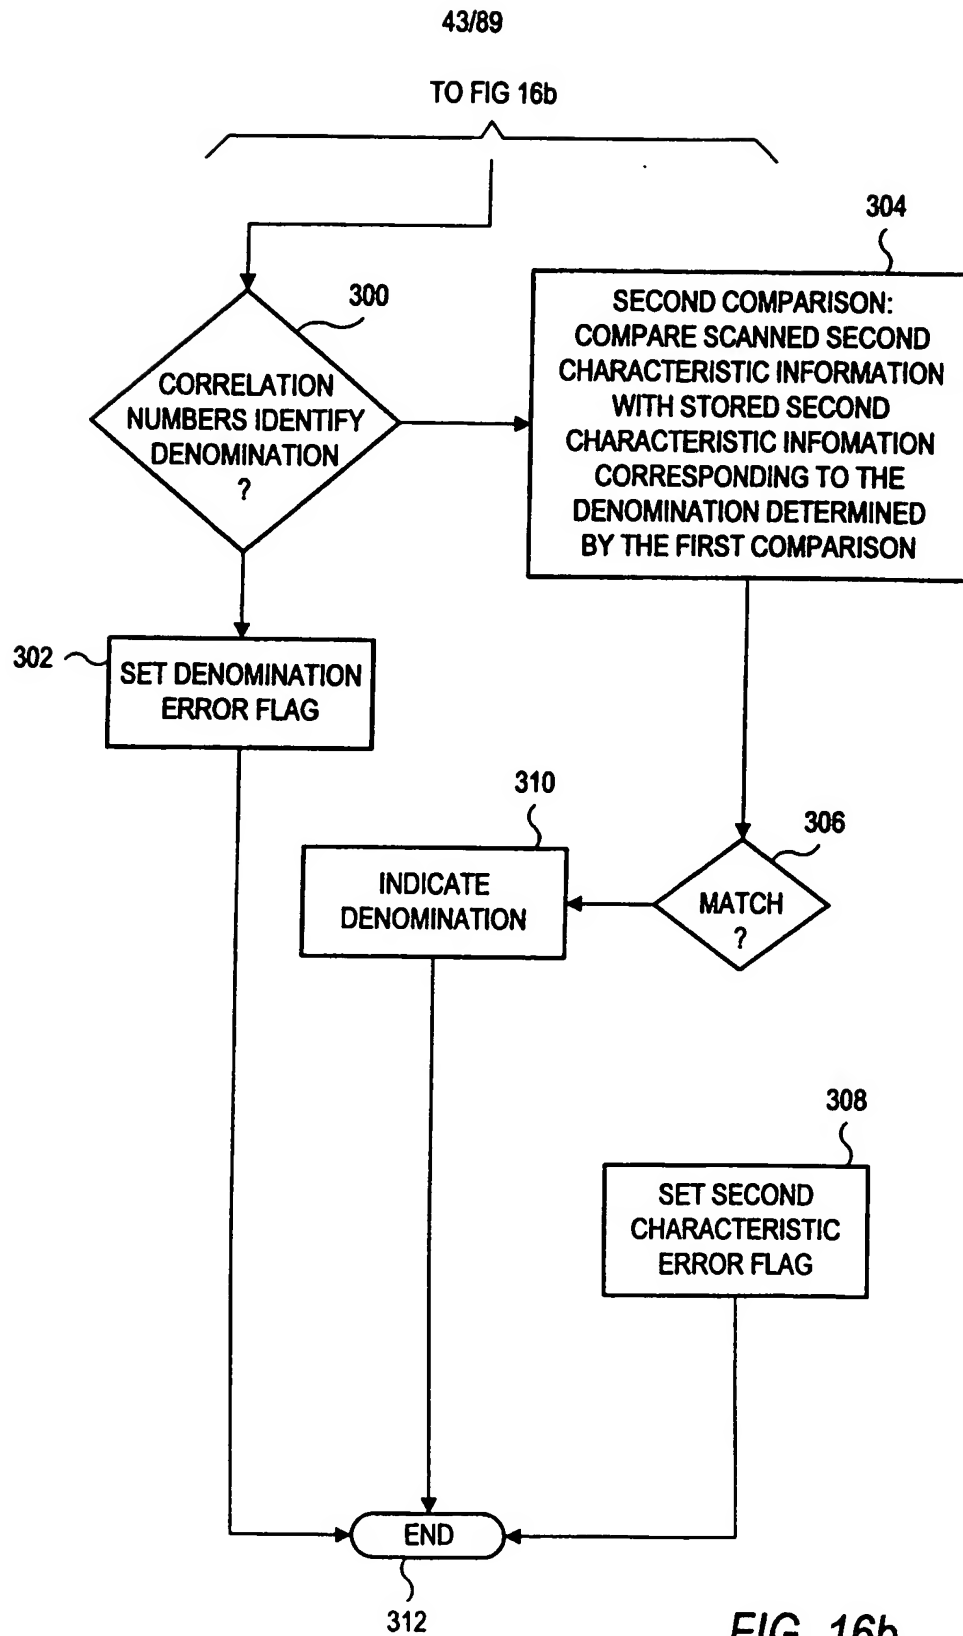 43/89
TO FIG 16b
304
300
SECOND COMPARISON:
COMPARE SCANNED SECOND
CHARACTERISTIC INFORMATION
WITH STORED SECOND
CHARACTERISTIC INFOMATION
CORRESPONDING TO THE
DENOMINATION DETERMINED
BY THE FIRST COMPARISON
CORRELATION
NUMBERS IDENTIFY
DENOMINATION
?
302
SET DENOMINATION
ERROR FLAG
310
306
INDICATE
DENOMINATION
MATCH
?
308
SET SECOND
CHARACTERISTIC
ERROR FLAG
END
312
FIG. 16b